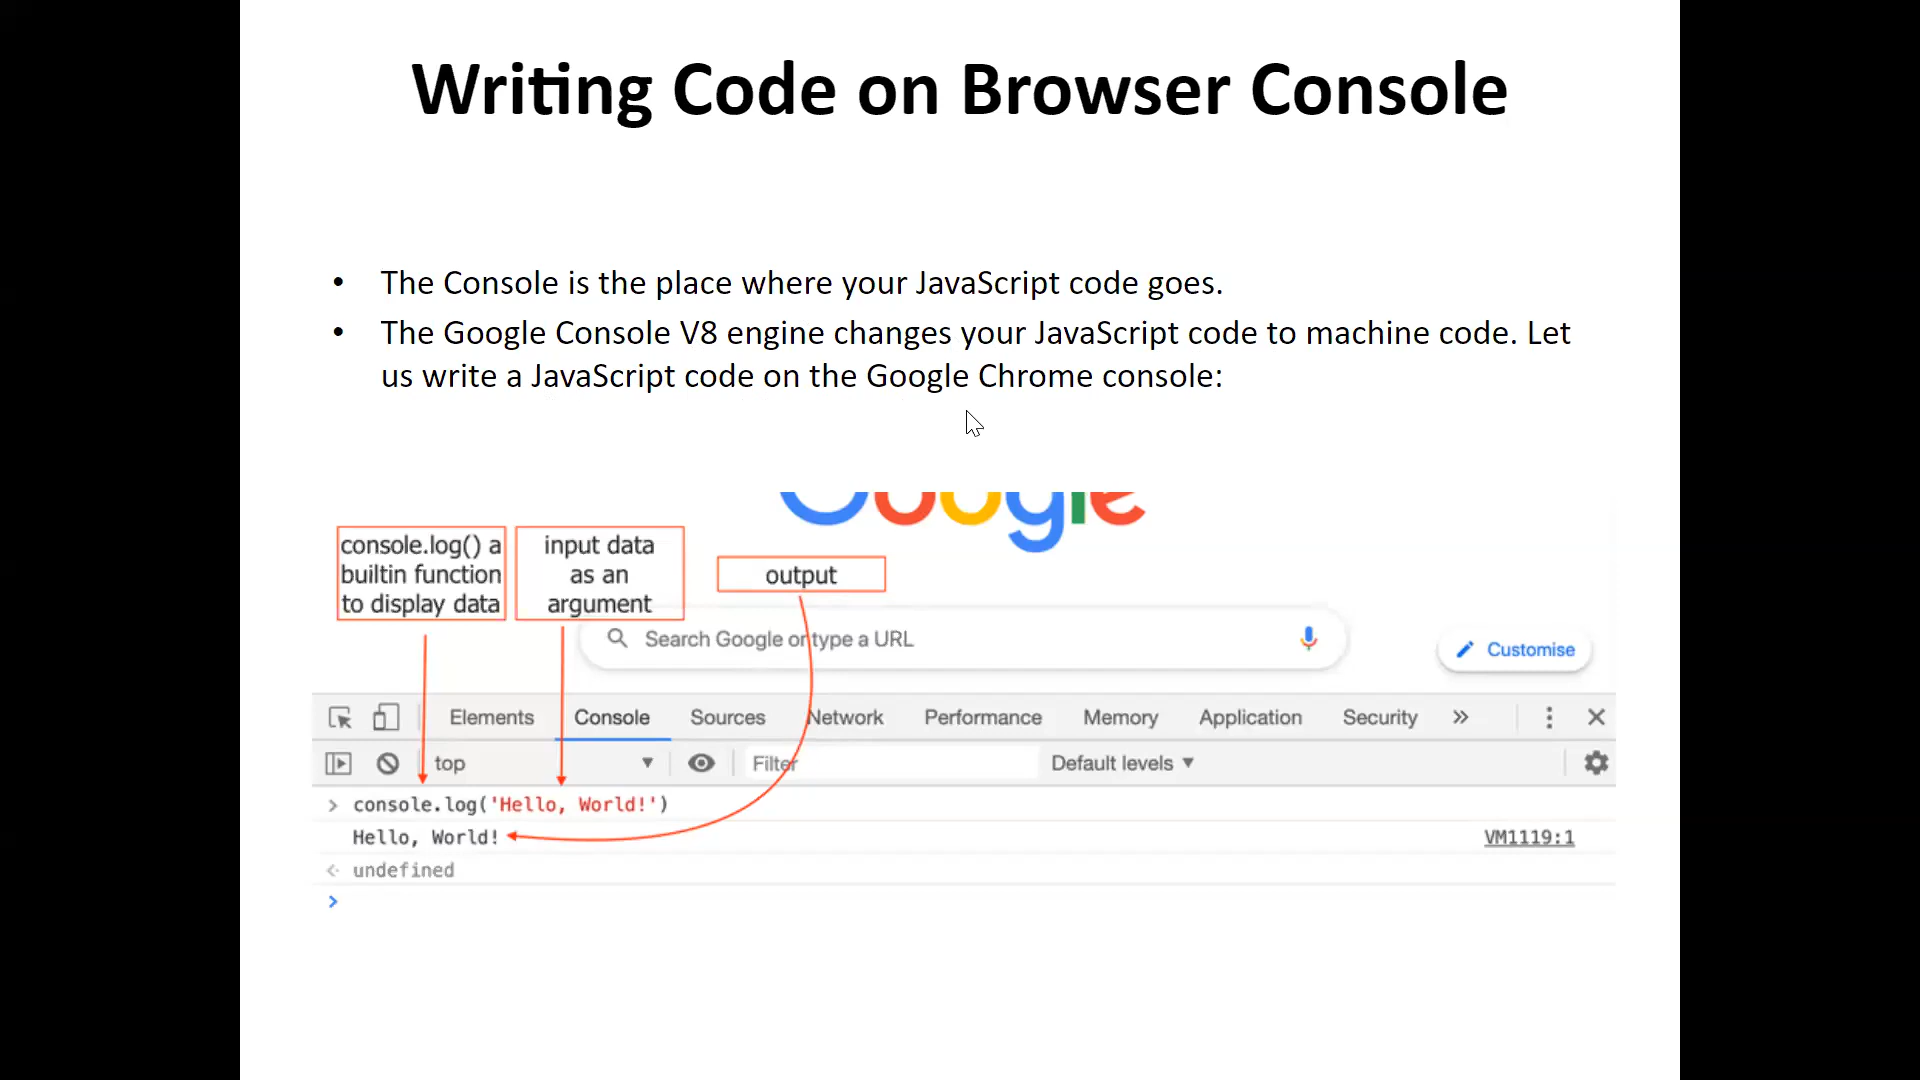 Writing Code on Browser Console
• The Console is the place where your JavaScript code goes.
• The Google Console V8 engine changes your JavaScript code to machine code. Let
us write a JavaScript code on the Google Chrome console:
Google
console.log() a
builtin function
to display data
input data
as an
argument
output
Search Google or type a URL
Customise
Elements Console Sources Network Performance Memory Application Security »
top Filter Default levels ▼
> console.log('Hello, World!')
Hello, World! VM1119:1
<· undefined
>